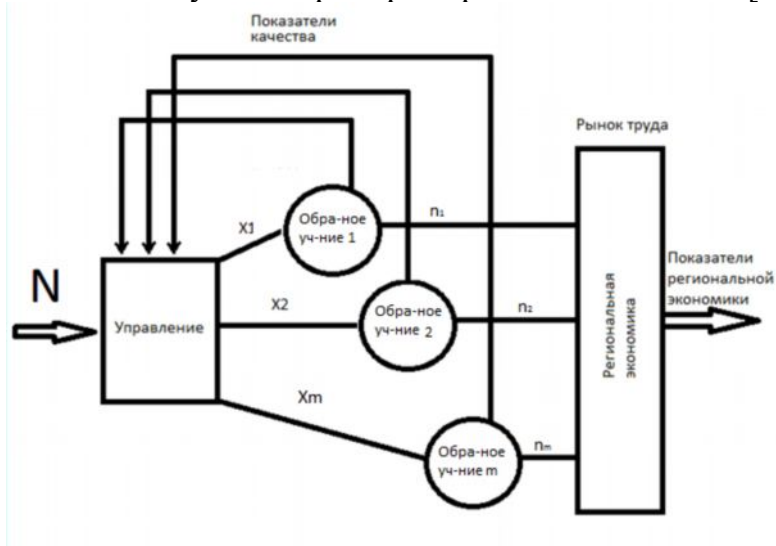 Показатели
качества
Рынок труда
X1
Обра-ное
уч-ние 1
n₁
N
Управление
X2
Обра-ное
уч-ние 2
n₂
Региональная
экономика
Показатели
региональной
экономики
Xm
Обра-ное
уч-ние m
nₘ